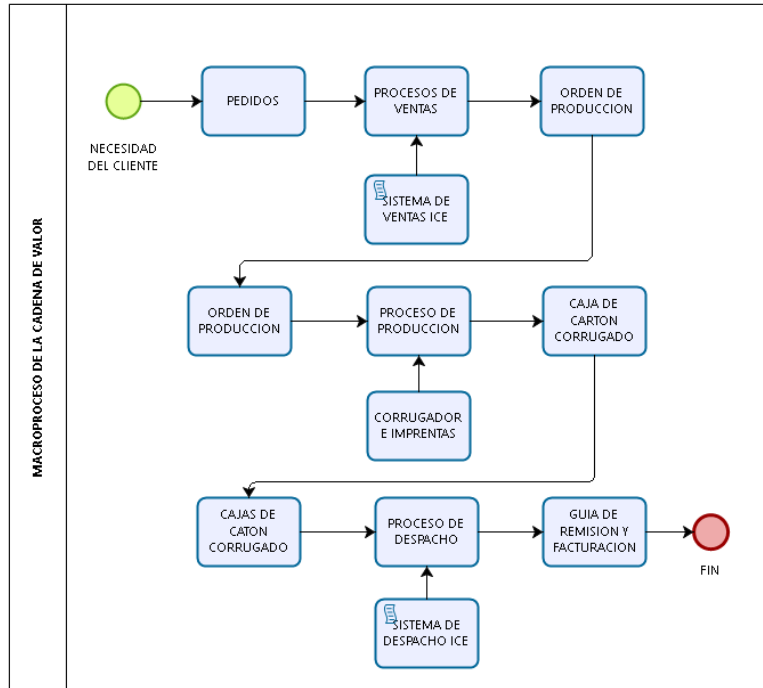 MACROPROCESO DE LA CADENA DE VALOR
NECESIDAD
DEL CLIENTE
PEDIDOS
PROCESOS DE
VENTAS
ORDEN DE
PRODUCCION
SISTEMA DE
VENTAS ICE
ORDEN DE
PRODUCCION
PROCESO DE
PRODUCCION
CAJA DE
CARTON
CORRUGADO
CORRUGADOR
E IMPRENTAS
CAJAS DE
CATON
CORRUGADO
PROCESO DE
DESPACHO
GUIA DE
REMISION Y
FACTURACION
FIN
SISTEMA DE
DESPACHO ICE